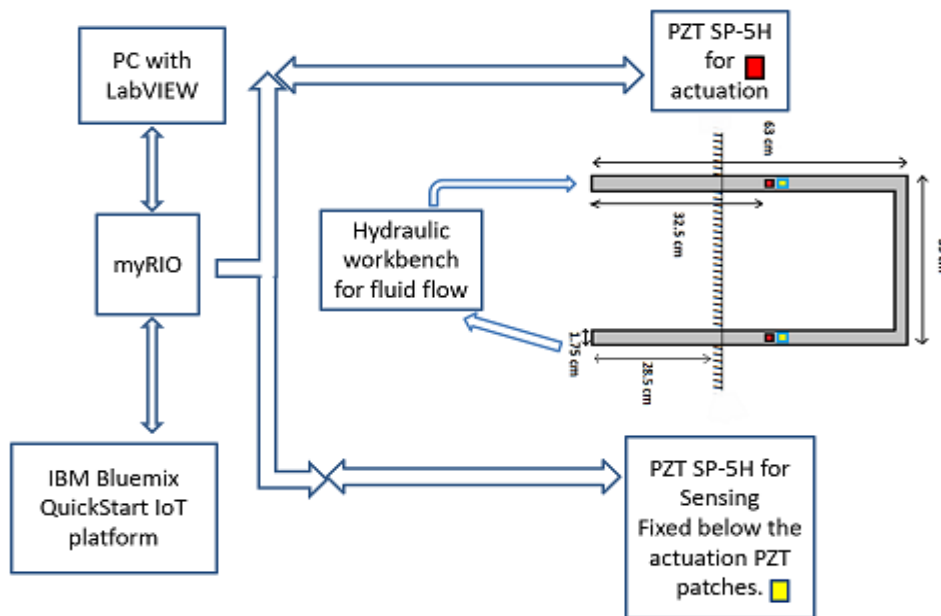 PC with
LabVIEW
PZT SP-5H
for
actuation
63 cm
32.5 cm
Hydraulic
workbench
for fluid flow
myRIO
1.75 cm
28.5 cm
IBM Bluemix
QuickStart IoT
platform
PZT SP-5H for
Sensing
Fixed below the
actuation PZT
patches.